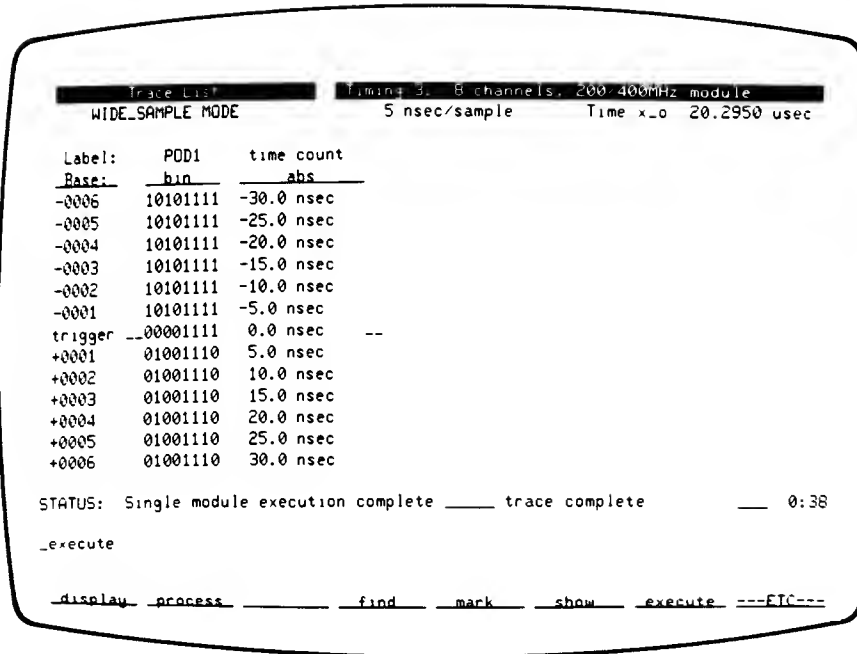 Trace List Timing 3. 8 channels, 200/400MHz module
WIDE_SAMPLE MODE 5 nsec/sample Time x_o 20.2950 usec
Label: POD1 time count
Base: bin abs
-0006 10101111 -30.0 nsec
-0005 10101111 -25.0 nsec
-0004 10101111 -20.0 nsec
-0003 10101111 -15.0 nsec
-0002 10101111 -10.0 nsec
-0001 10101111 -5.0 nsec
trigger __00001111 0.0 nsec --
+0001 01001110 5.0 nsec
+0002 01001110 10.0 nsec
+0003 01001110 15.0 nsec
+0004 01001110 20.0 nsec
+0005 01001110 25.0 nsec
+0006 01001110 30.0 nsec
STATUS: Single module execution complete _____ trace complete ___ 0:38
_execute
display process _______ find mark show execute ---ETC---